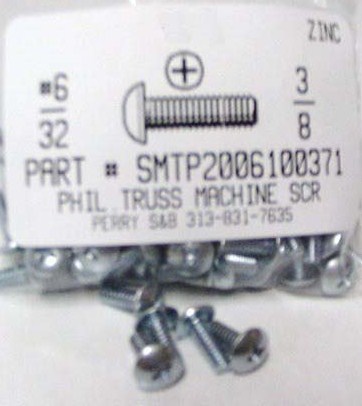 ZINC
#6
32
3
8
PART # SMTP2006100371
PHIL TRUSS MACHINE SCR
PERRY S&B 313-831-7635